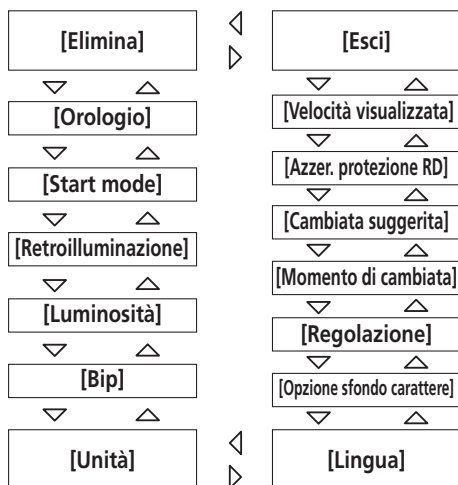 [Elimina]
[Orologio]
[Start mode]
[Retroilluminazione]
[Luminosità]
[Bip]
[Unità]
[Esci]
[Velocità visualizzata]
[Azzer. protezione RD]
[Cambiata suggerita]
[Momento di cambiata]
[Regolazione]
[Opzione sfondo carattere]
[Lingua]